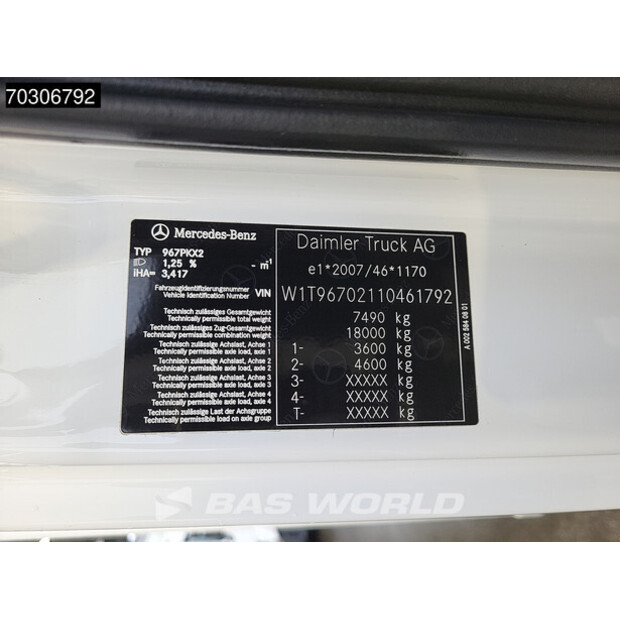 70306792
Mercedes-Benz
TYP 967PKX2
1,25 % - m⁻¹
iHA= 3,417
Daimler Truck AG
e1*2007/46*1170
Fahrzeugidentifizierungsnummer
Vehicle Identification Number VIN
W1T96702110461792
Technisch zulässiges Gesamtgewicht
Technically permissible total weight
7490 kg
Technisch zulässiges Zug-Gesamtgewicht
Technically permissible combination weight
18000 kg
Technisch zulässige Achslast, Achse 1
Technically permissible axle load, axle 1
1- 3600 kg
Technisch zulässige Achslast, Achse 2
Technically permissible axle load, axle 2
2- 4600 kg
Technisch zulässige Achslast, Achse 3
Technically permissible axle load, axle 3
3- XXXXX kg
Technisch zulässige Achslast, Achse 4
Technically permissible axle load, axle 4
4- XXXXX kg
Technisch zulässige Last der Achsgruppe
Technically permissible load on axle group
T- XXXXX kg
A 002 584 08 01
BAS WORLD